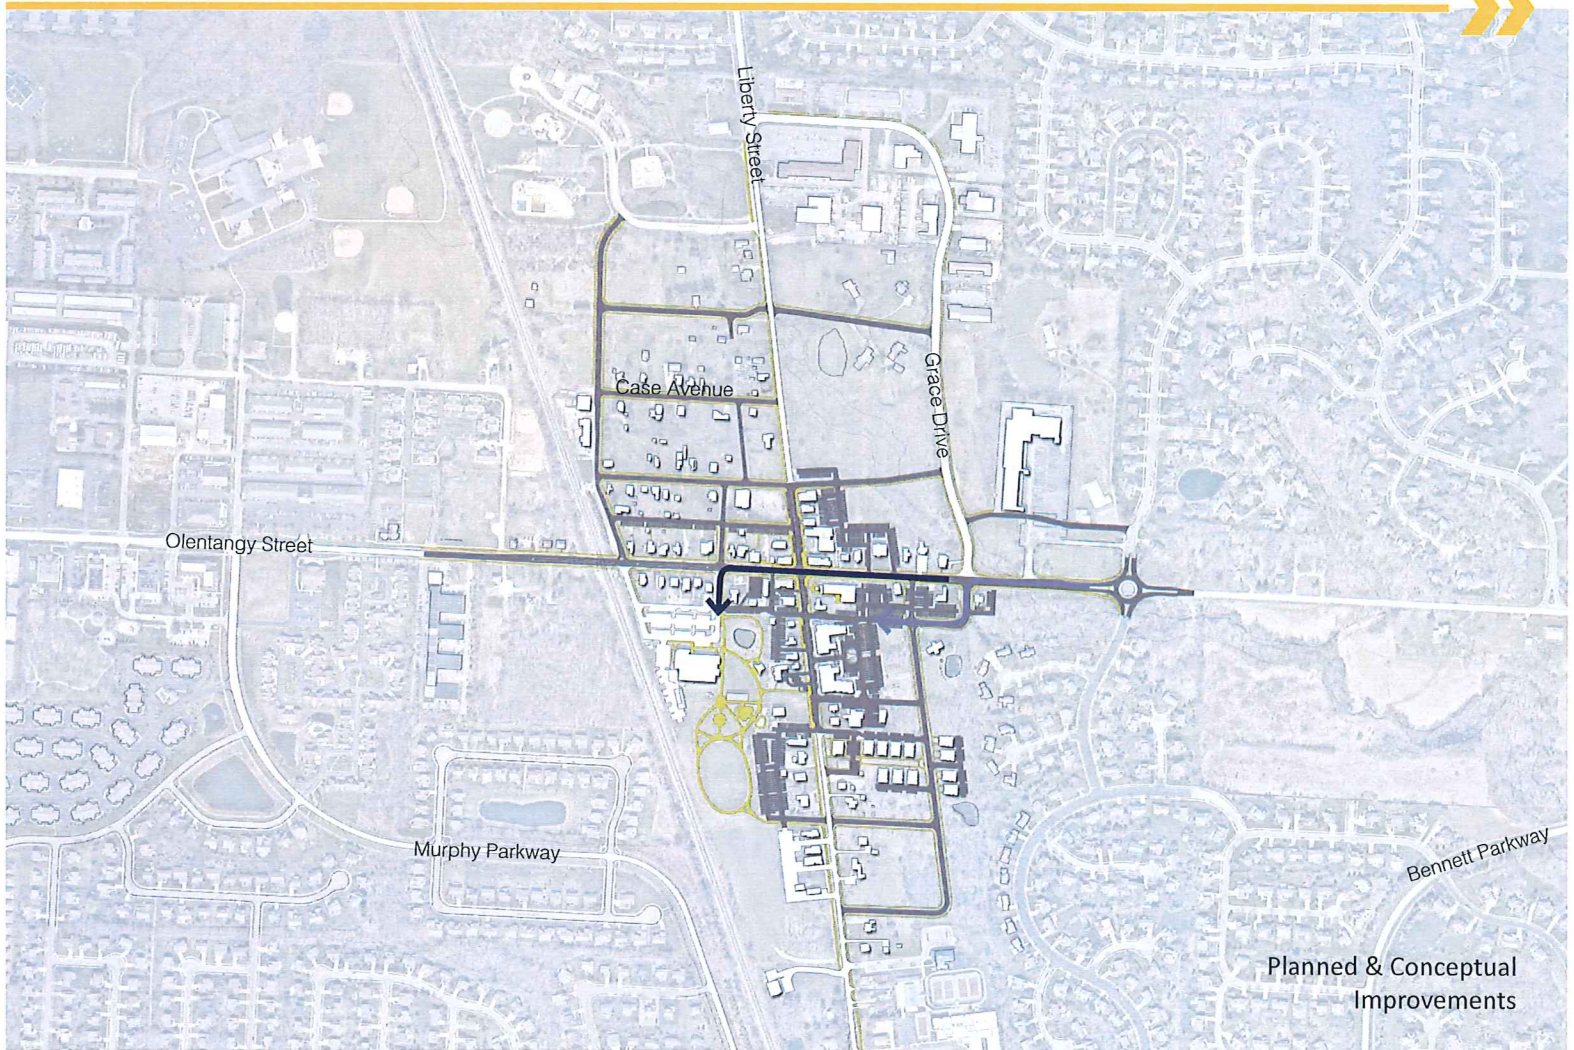 Liberty Street
Case Avenue
Grace Drive
Olentangy Street
Murphy Parkway
Bennett Parkway
Planned & Conceptual
Improvements